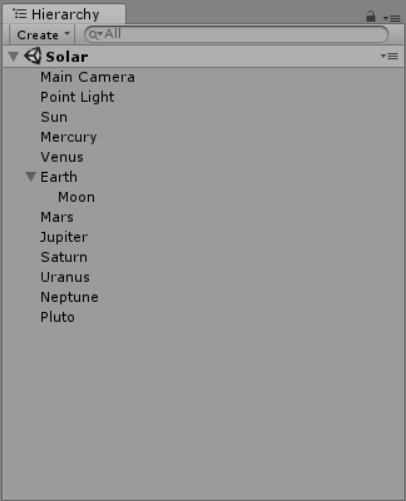 Hierarchy
Create All
Solar
Main Camera
Point Light
Sun
Mercury
Venus
Earth
Moon
Mars
Jupiter
Saturn
Uranus
Neptune
Pluto